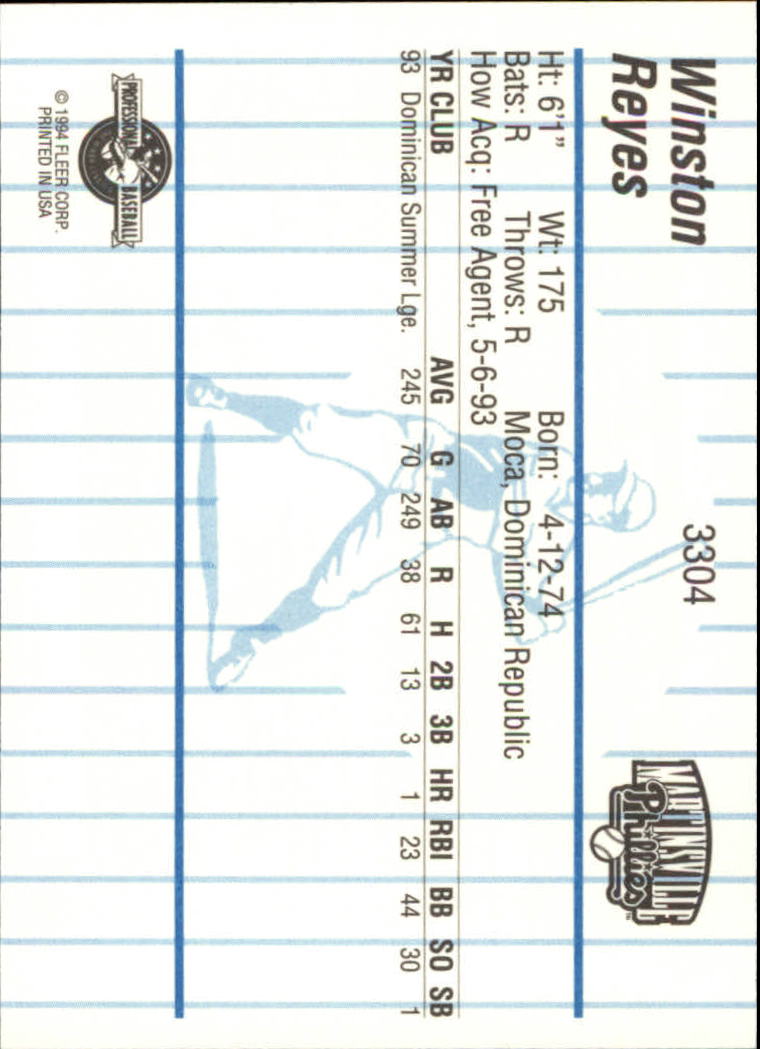 Winston
Reyes
3304
MARTINSVILLE
Phillies™
Ht: 6'1" Wt: 175 Born: 4-12-74
Bats: R Throws: R Moca, Dominican Republic
How Acq: Free Agent, 5-6-93
YR CLUB AVG G AB R H 2B 3B HR RBI BB SO SB
93 Dominican Summer Lge. 245 70 249 38 61 13 3 1 23 44 30 1
PROFESSIONAL BASEBALL
© 1994 FLEER CORP.
PRINTED IN USA